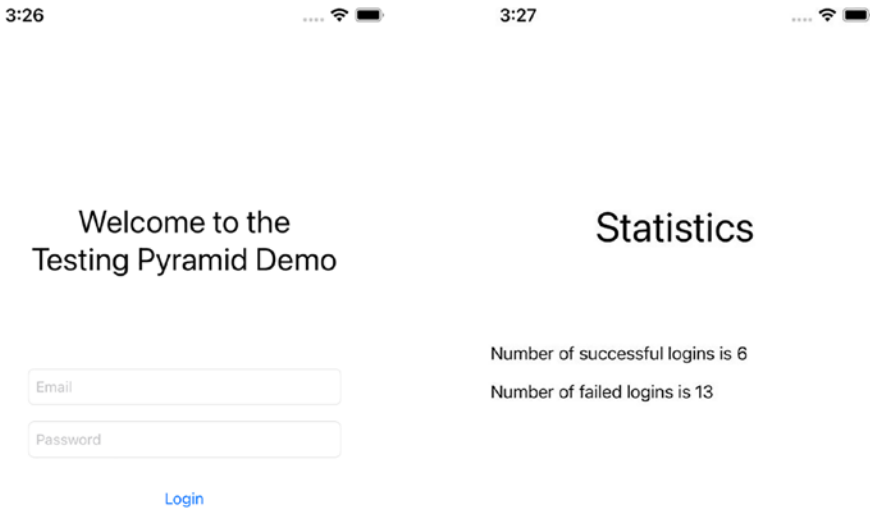 3:26
Welcome to the
Testing Pyramid Demo
Email
Password
Login
3:27
Statistics
Number of successful logins is 6
Number of failed logins is 13